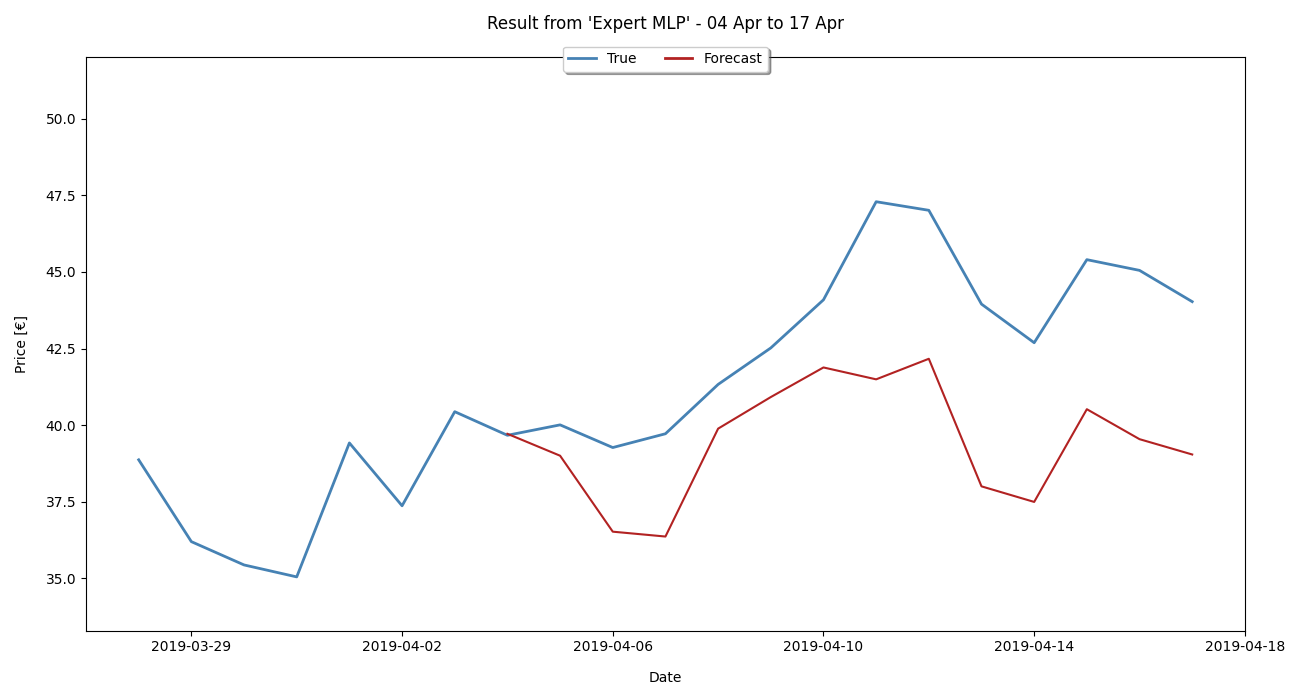 Result from 'Expert MLP' - 04 Apr to 17 Apr
True Forecast
50.0
47.5
45.0
42.5
40.0
37.5
35.0
Price [€]
2019-03-29 2019-04-02 2019-04-06 2019-04-10 2019-04-14 2019-04-18
Date